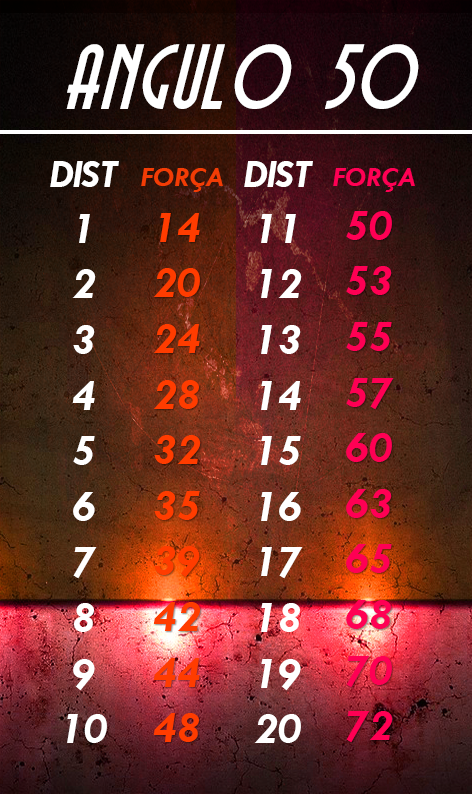 ANGULO 50
DIST FORÇA DIST FORÇA
1 14 11 50
2 20 12 53
3 24 13 55
4 28 14 57
5 32 15 60
6 35 16 63
7 39 17 65
8 42 18 68
9 44 19 70
10 48 20 72